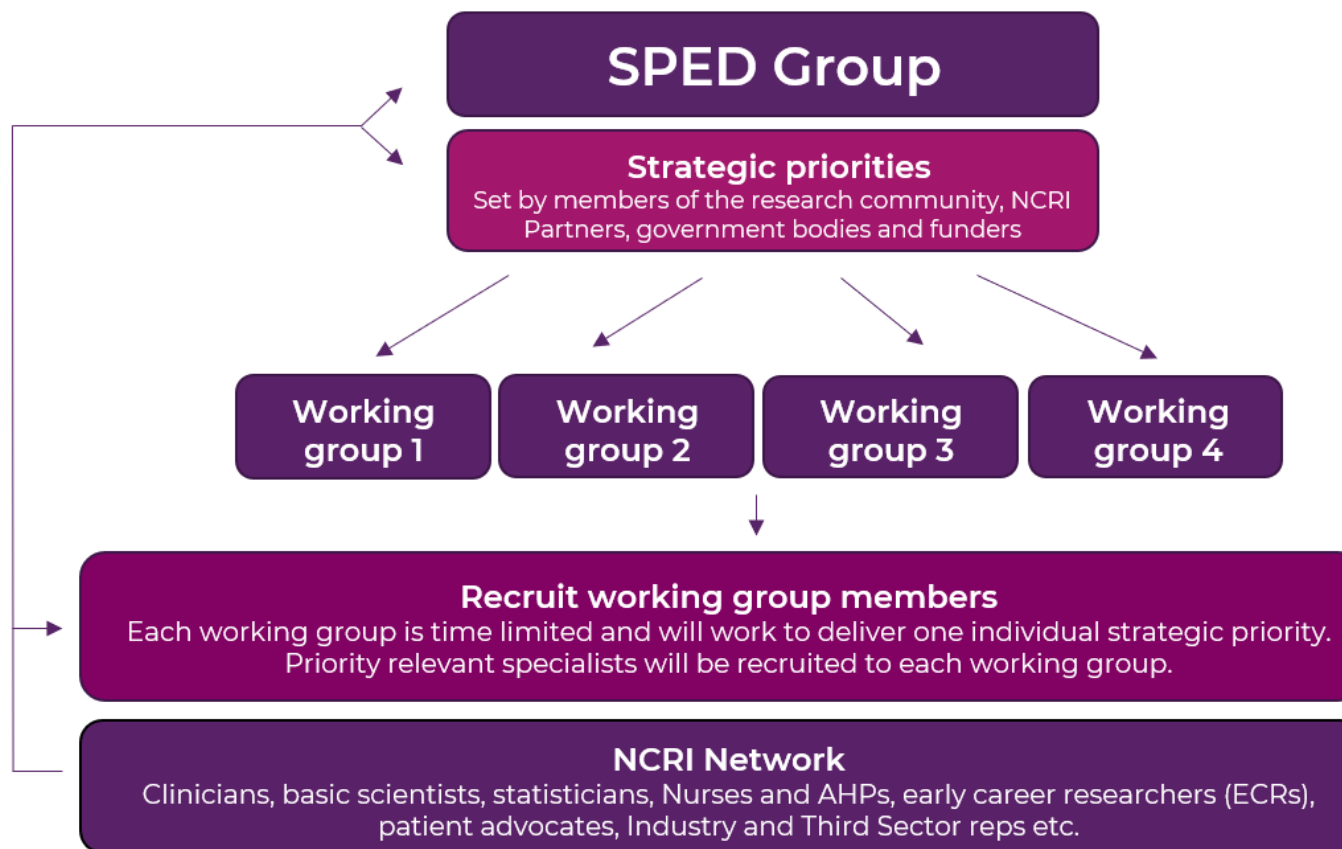 SPED Group
Strategic priorities
Set by members of the research community, NCRI
Partners, government bodies and funders
Working
group 1
Working
group 2
Working
group 3
Working
group 4
Recruit working group members
Each working group is time limited and will work to deliver one individual strategic priority.
Priority relevant specialists will be recruited to each working group.
NCRI Network
Clinicians, basic scientists, statisticians, Nurses and AHPs, early career researchers (ECRs),
patient advocates, Industry and Third Sector reps etc.